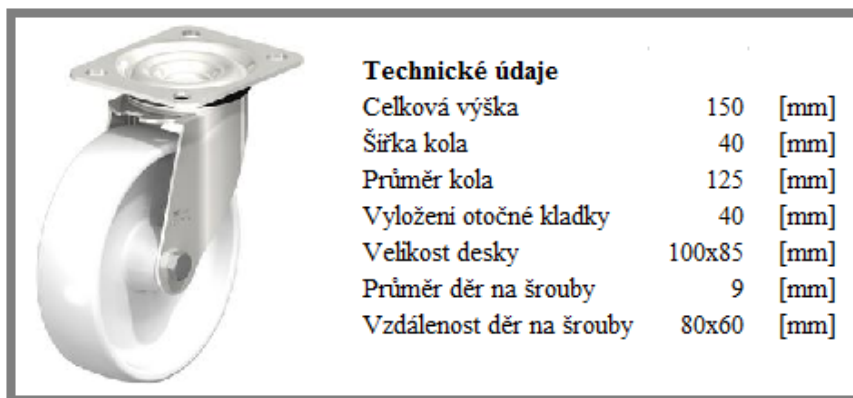 Technické údaje
Celková výška 150 [mm]
Šířka kola 40 [mm]
Průměr kola 125 [mm]
Vyložení otočné kladky 40 [mm]
Velikost desky 100x85 [mm]
Průměr děr na šrouby 9 [mm]
Vzdálenost děr na šrouby 80x60 [mm]